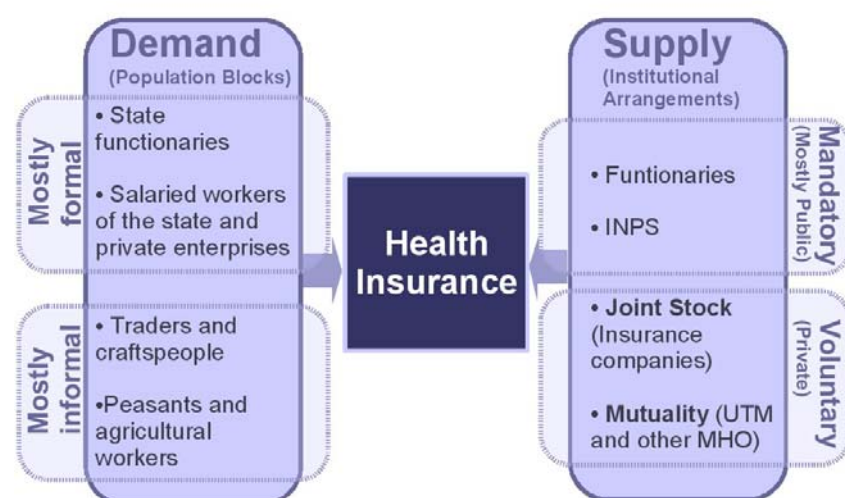 Demand
(Population Blocks)
Mostly
formal
• State
functionaries
• Salaried workers
of the state and
private enterprises
Mostly
informal
• Traders and
craftspeople
•Peasants and
agricultural
workers
Health
Insurance
Supply
(Institutional
Arrangements)
• Funtionaries
• INPS
Mandatory
(Mostly Public)
• Joint Stock
(Insurance
companies)
• Mutuality (UTM
and other MHO)
Voluntary
(Private)